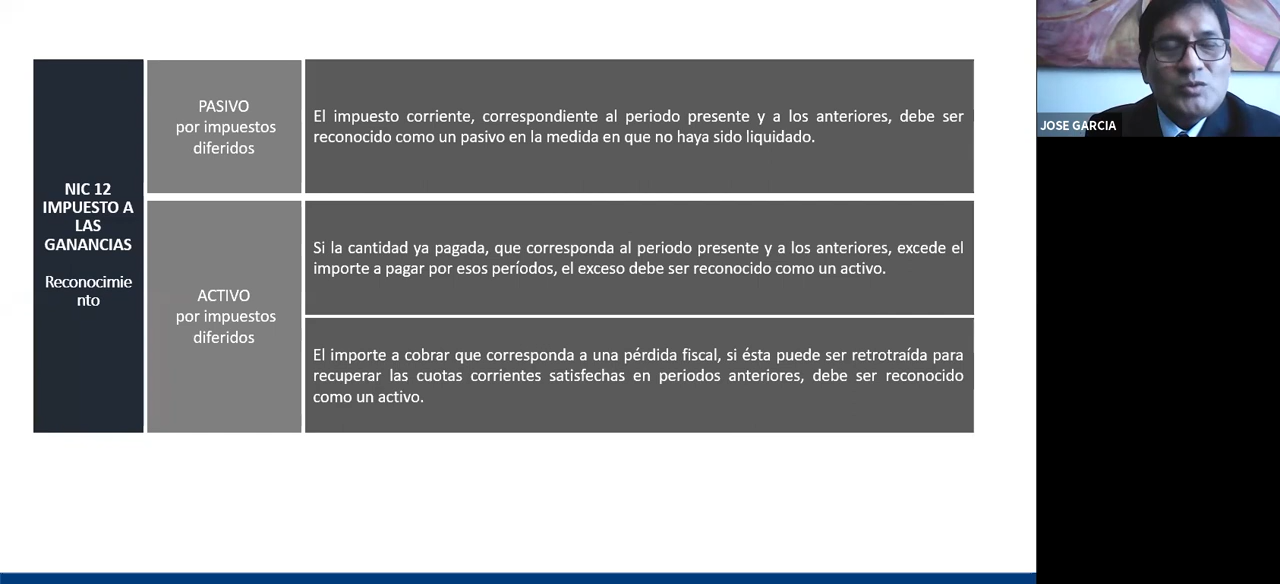 NIC 12
IMPUESTO A
LAS
GANANCIAS
Reconocimie
nto
PASIVO
por impuestos
diferidos
El impuesto corriente, correspondiente al periodo presente y a los anteriores, debe ser
reconocido como un pasivo en la medida en que no haya sido liquidado.
ACTIVO
por impuestos
diferidos
Si la cantidad ya pagada, que corresponda al periodo presente y a los anteriores, excede el
importe a pagar por esos períodos, el exceso debe ser reconocido como un activo.
El importe a cobrar que corresponda a una pérdida fiscal, si ésta puede ser retrotraída para
recuperar las cuotas corrientes satisfechas en periodos anteriores, debe ser reconocido
como un activo.
JOSE GARCIA